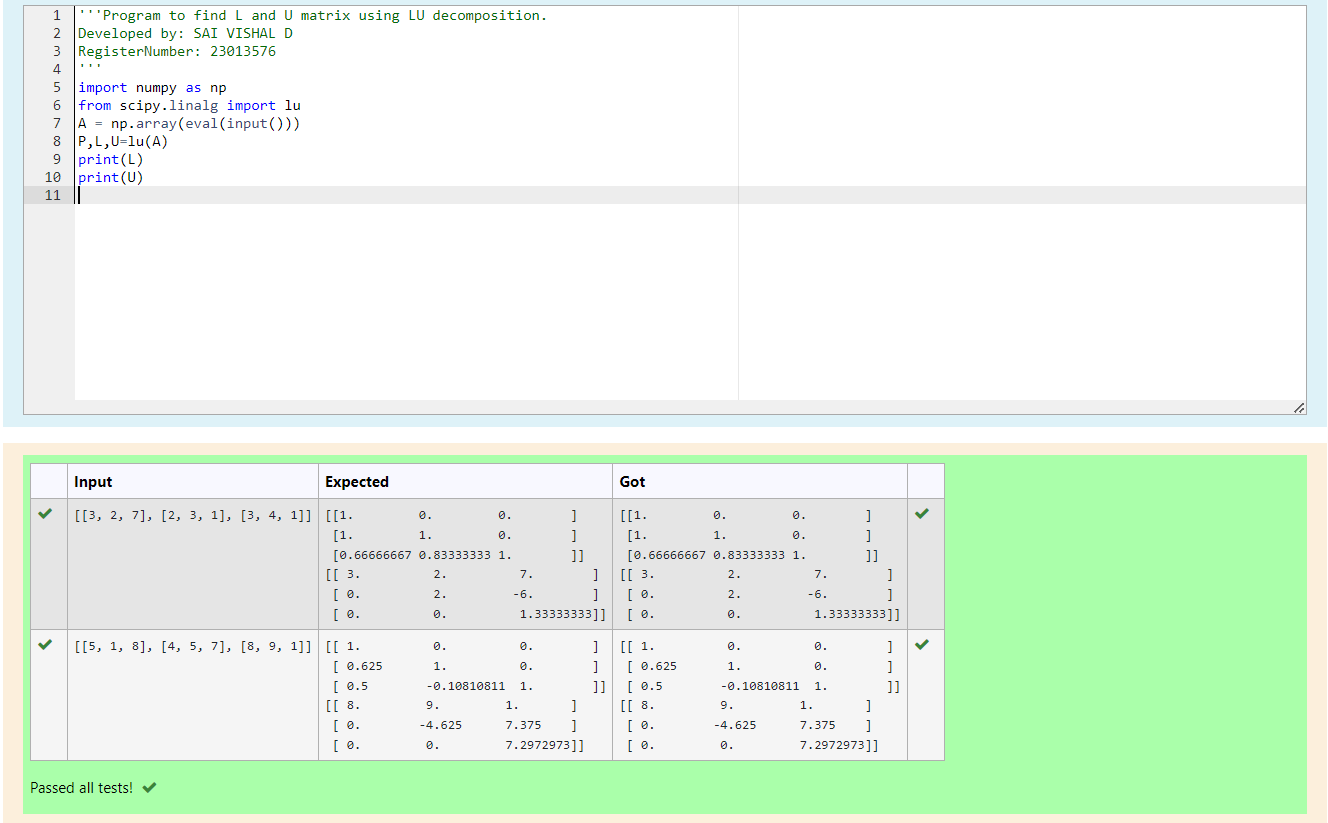 1 '''Program to find L and U matrix using LU decomposition.
2 Developed by: SAI VISHAL D
3 RegisterNumber: 23013576
4 '''
5 import numpy as np
6 from scipy.linalg import lu
7 A = np.array(eval(input()))
8 P,L,U=lu(A)
9 print(L)
10 print(U)
11
Input Expected Got
[[3, 2, 7], [2, 3, 1], [3, 4, 1]] [[1. 0. 0. ] [[1. 0. 0. ]
[1. 1. 0. ] [1. 1. 0. ]
[0.66666667 0.83333333 1. ]] [0.66666667 0.83333333 1. ]]
[[ 3. 2. 7. ] [[ 3. 2. 7. ]
[ 0. 2. -6. ] [ 0. 2. -6. ]
[ 0. 0. 1.33333333]] [ 0. 0. 1.33333333]]
[[5, 1, 8], [4, 5, 7], [8, 9, 1]] [[ 1. 0. 0. ] [[ 1. 0. 0. ]
[ 0.625 1. 0. ] [ 0.625 1. 0. ]
[ 0.5 -0.10810811 1. ]] [ 0.5 -0.10810811 1. ]]
[[ 8. 9. 1. ] [[ 8. 9. 1. ]
[ 0. -4.625 7.375 ] [ 0. -4.625 7.375 ]
[ 0. 0. 7.2972973]] [ 0. 0. 7.2972973]]
Passed all tests!